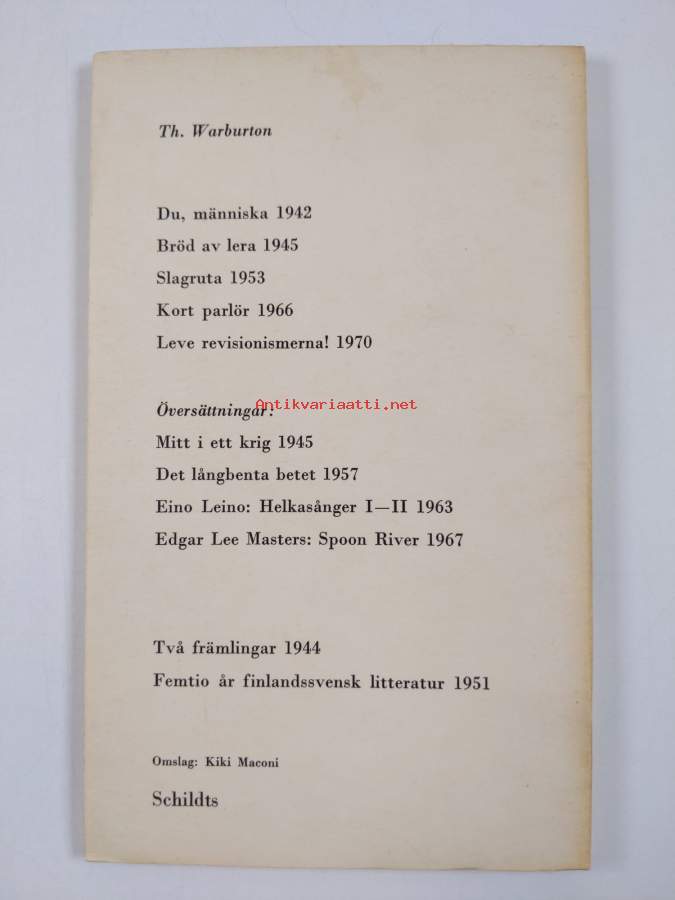 Th. Warburton
Du, människa 1942
Bröd av lera 1945
Slagruta 1953
Kort parlör 1966
Leve revisionismerna! 1970
Antikvariaatti.net
Översättningar:
Mitt i ett krig 1945
Det långbenta betet 1957
Eino Leino: Helkasånger I—II 1963
Edgar Lee Masters: Spoon River 1967
Två främlingar 1944
Femtio år finlandssvensk litteratur 1951
Omslag: Kiki Maconi
Schildts